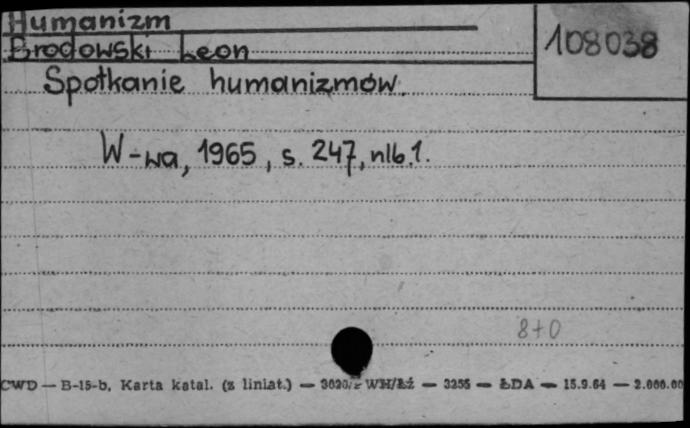 Humanizm
108038
Brodowski Leon
Spotkanie humanizmów.
W-wa, 1965, s. 247, nlb.1.
8+0
CWD — B-15-b. Karta katal. (z liniat.) — WH/Łź — 3255 — ŁDA — 15.9.64 — 2.000.00